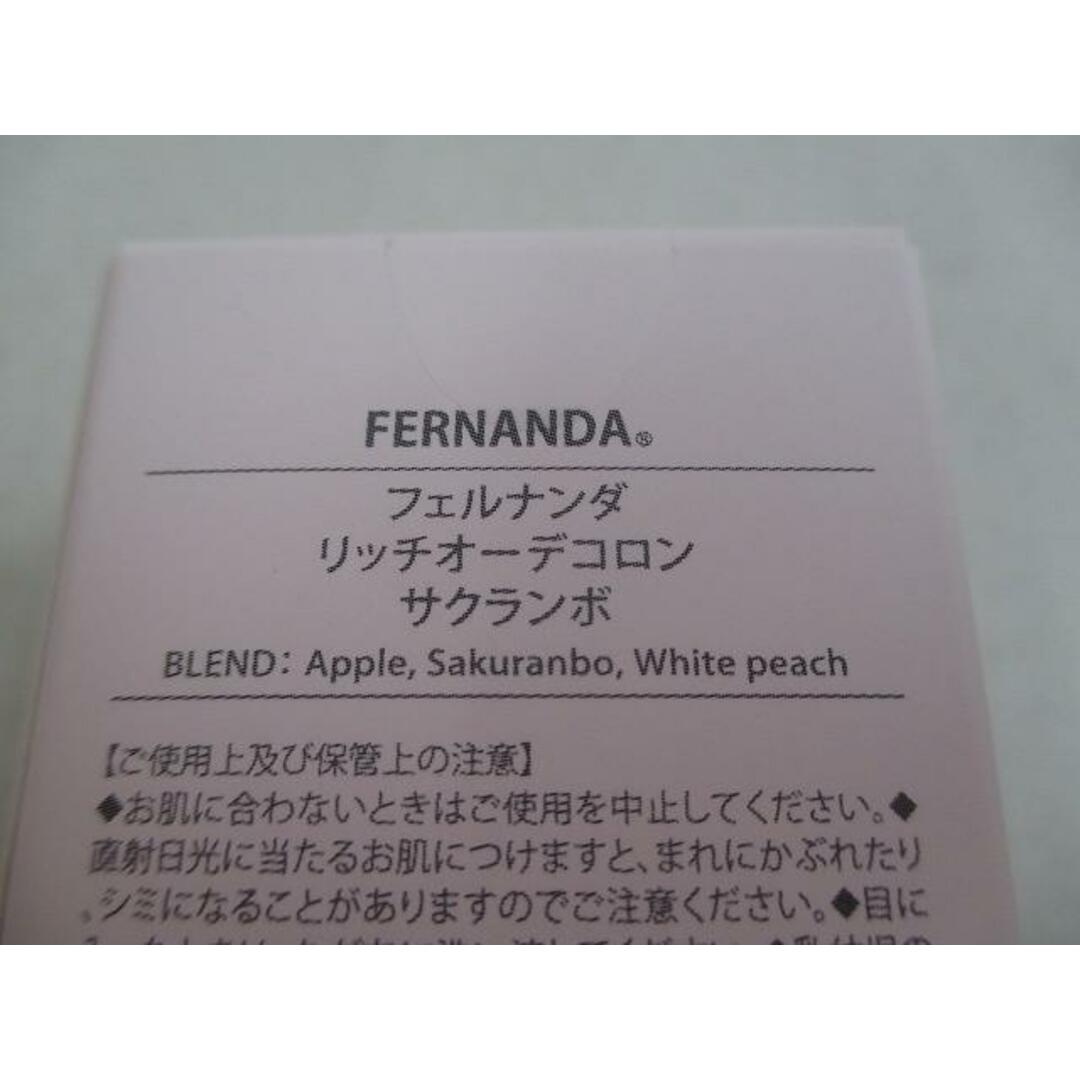 FERNANDA®
フェルナンダ
リッチオーデコロン
サクランボ
BLEND: Apple, Sakuranbo, White peach
【ご使用上及び保管上の注意】
◆お肌に合わないときはご使用を中止してください。◆
直射日光に当たるお肌につけますと、まれにかぶれたり
、シミになることがありますのでご注意ください。◆目に